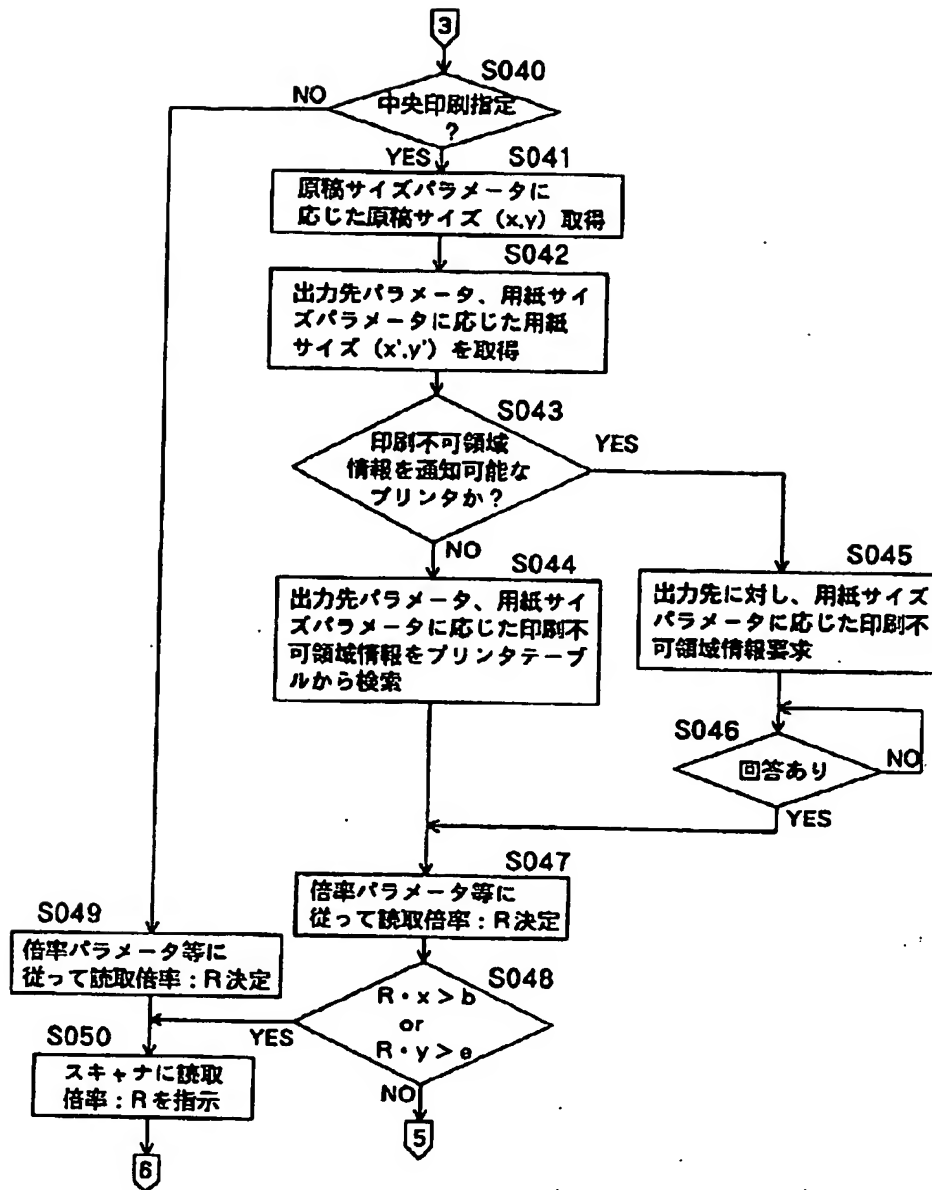 3
S040
NO
中央印刷指定
?
YES
S041
原稿サイズパラメータに
応じた原稿サイズ (x,y) 取得
S042
出力先パラメータ、用紙サイ
ズパラメータに応じた用紙
サイズ (x',y') を取得
S043
印刷不可領域
情報を通知可能な
プリンタか?
YES
NO
S044
出力先パラメータ、用紙サイ
ズパラメータに応じた印刷不
可領域情報をプリンタテーブ
ルから検索
S045
出力先に対し、用紙サイズ
パラメータに応じた印刷不
可領域情報要求
S046
回答あり
NO
YES
S047
倍率パラメータ等に
従って読取倍率:R決定
S049
倍率パラメータ等に
従って読取倍率:R決定
S048
R・x>b
or
R・y>e
YES
NO
S050
スキャナに読取
倍率:Rを指示
5
6